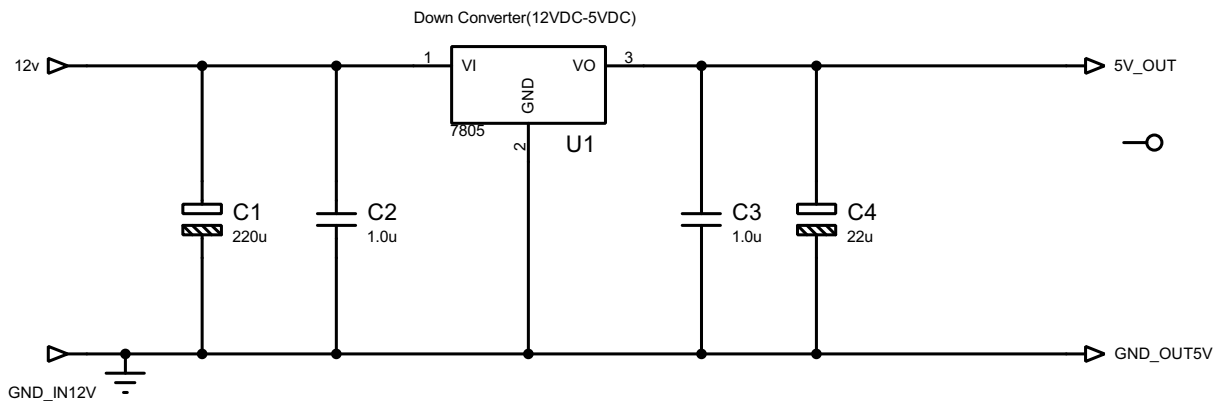 Down Converter(12VDC-5VDC)
12v
1
VI
VO
3
5V_OUT
GND
7805
2
U1
C1
220u
C2
1.0u
C3
1.0u
C4
22u
GND_IN12V
GND_OUT5V